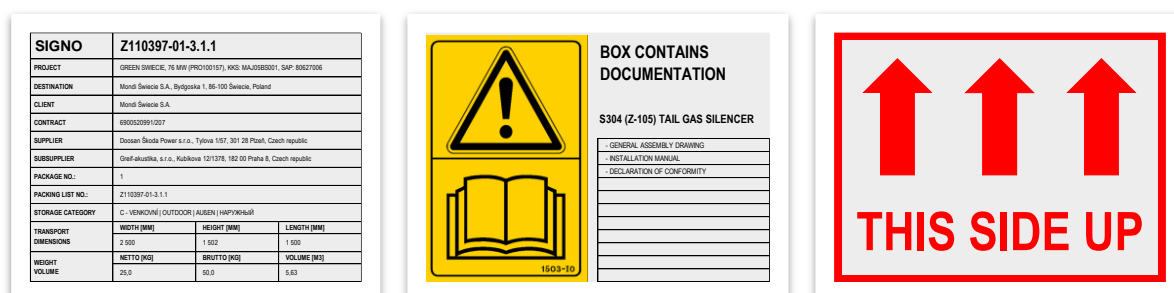 SIGNO Z110397-01-3.1.1
PROJECT GREEN SWIECIE, 76 MW (PRO100157), KKS: MAJ05BS001, SAP: 80627006
DESTINATION Mondi Świecie S.A., Bydgoska 1, 86-100 Świecie, Poland
CLIENT Mondi Świecie S.A.
CONTRACT 6900520991/207
SUPPLIER Doosan Škoda Power s.r.o., Tylova 1/57, 301 28 Plzeň, Czech republic
SUBSUPPLIER Greif-akustika, s.r.o., Kubíkova 12/1378, 182 00 Praha 8, Czech republic
PACKAGE NO.: 1
PACKING LIST NO.: Z110397-01-3.1.1
STORAGE CATEGORY C - VENKOVNÍ | OUTDOOR | AUßEN | НАРУЖНЫЙ
TRANSPORT DIMENSIONS
WIDTH [MM] HEIGHT [MM] LENGTH [MM]
2 500 1 502 1 500
WEIGHT VOLUME
NETTO [KG] BRUTTO [KG] VOLUME [M3]
25,0 50,0 5,63
1503-10
BOX CONTAINS
DOCUMENTATION
S304 (Z-105) TAIL GAS SILENCER
- GENERAL ASSEMBLY DRAWING
- INSTALLATION MANUAL
- DECLARATION OF CONFORMITY
THIS SIDE UP